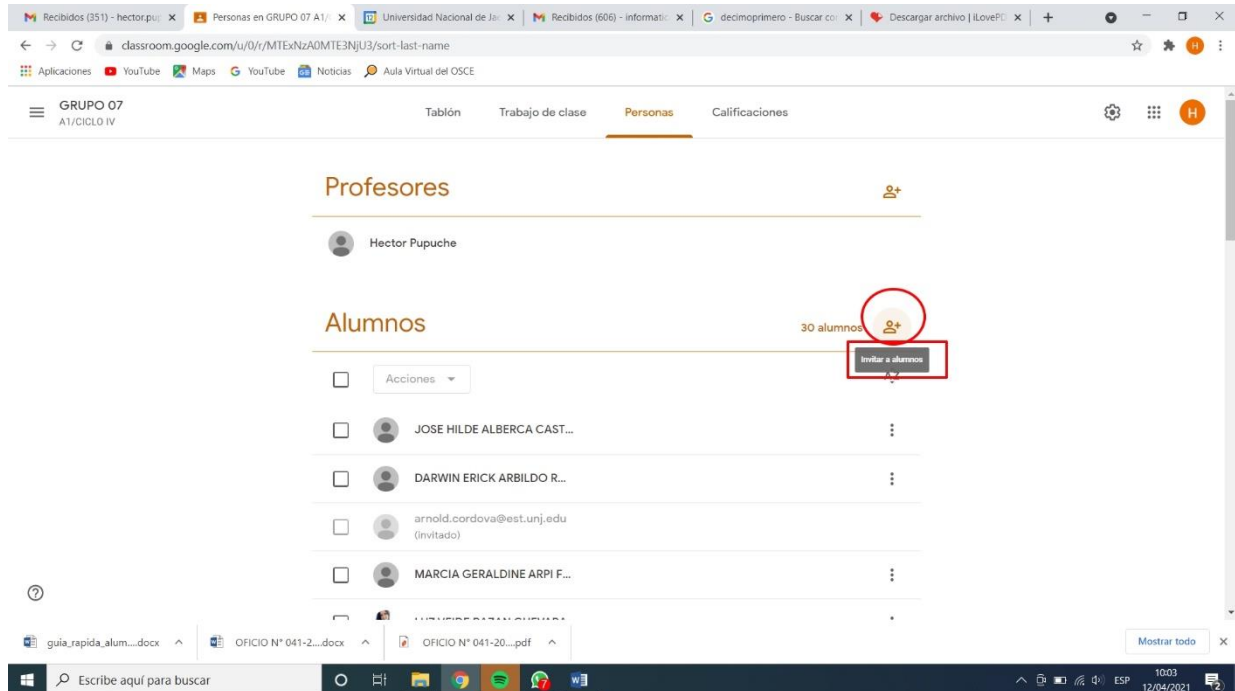 Recibidos (351) - hector.pup
Personas en GRUPO 07 A1/
Universidad Nacional de Jae
Recibidos (606) - informatic
decimoprimero - Buscar con
Descargar archivo | iLovePD
classroom.google.com/u/0/r/MTExNzA0MTE3NjU3/sort-last-name
H
Aplicaciones
YouTube
Maps
YouTube
Noticias
Aula Virtual del OSCE
GRUPO 07
A1/CICLO IV
Tablón
Trabajo de clase
Personas
Calificaciones
H
Profesores
Hector Pupuche
Alumnos
30 alumnos
Invitar a alumnos
Acciones
JOSE HILDE ALBERCA CAST...
DARWIN ERICK ARBILDO R...
arnold.cordova@est.unj.edu
(invitado)
MARCIA GERALDINE ARPI F...
guia_rapida_alum....docx
OFICIO N° 041-2....docx
OFICIO N° 041-20....pdf
Mostrar todo
Escribe aquí para buscar
ESP
10:03
12/04/2021